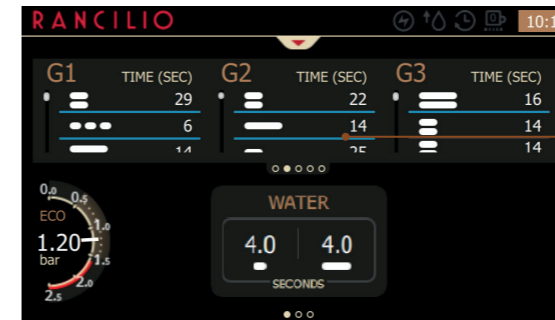 RANCILIO 10:1
G1 TIME (SEC) G2 TIME (SEC) G3 TIME (SEC)
29 22 16
6 14 14
14 25 14
0.0 0.5 1.0 1.5 2.0 2.5
ECO
1.20
bar
WATER
4.0 4.0
SECONDS